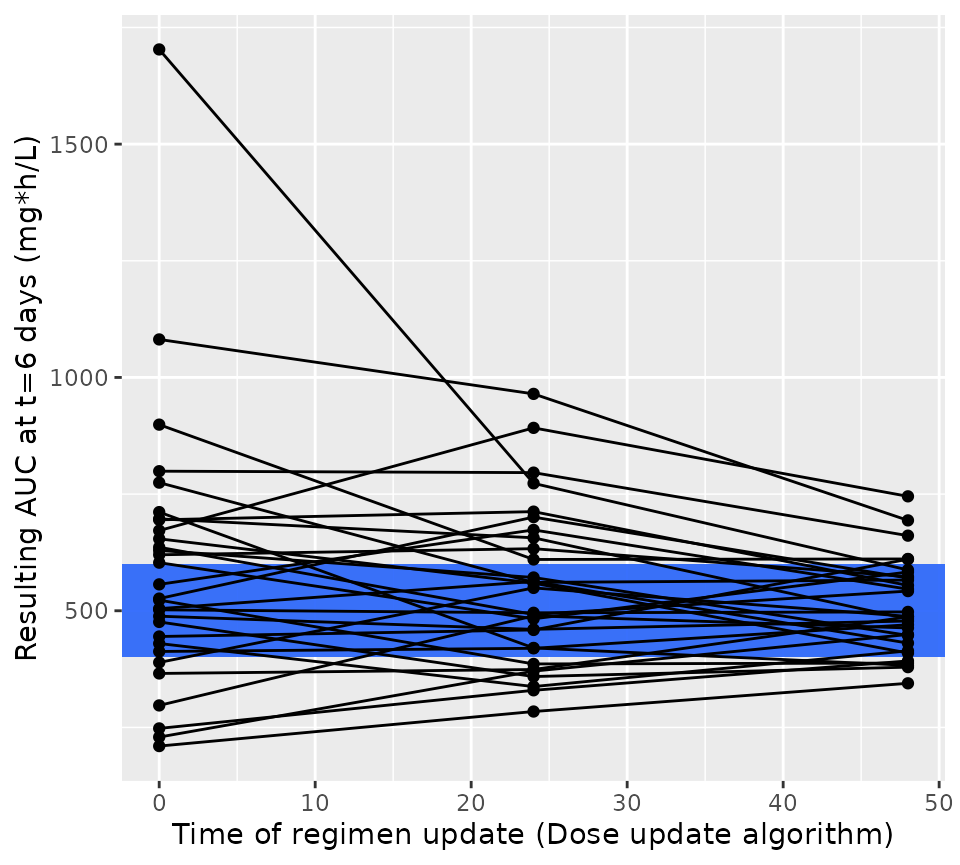 Resulting AUC at t=6 days (mg*h/L)
1500
1000
500
0 10 20 30 40 50
Time of regimen update (Dose update algorithm)